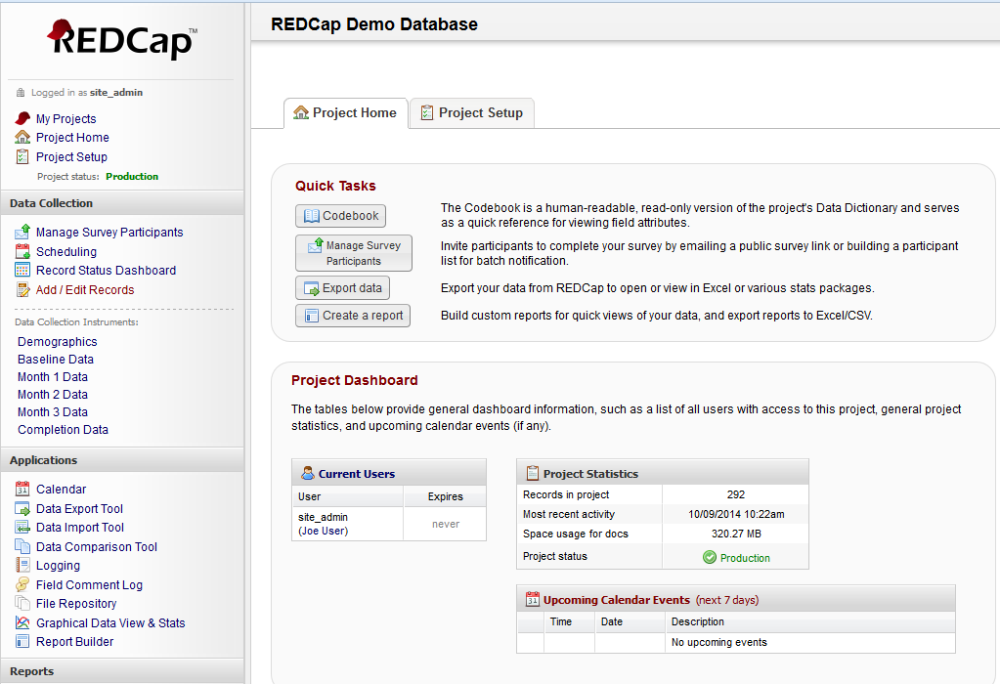 REDCap™
Logged in as site_admin
My Projects
Project Home
Project Setup
Project status: Production
Data Collection
Manage Survey Participants
Scheduling
Record Status Dashboard
Add / Edit Records
Data Collection Instruments:
Demographics
Baseline Data
Month 1 Data
Month 2 Data
Month 3 Data
Completion Data
Applications
31 Calendar
Data Export Tool
Data Import Tool
Data Comparison Tool
Logging
Field Comment Log
File Repository
Graphical Data View & Stats
Report Builder
Reports
REDCap Demo Database
Project Home Project Setup
Quick Tasks
Codebook
The Codebook is a human-readable, read-only version of the project's Data Dictionary and serves
as a quick reference for viewing field attributes.
Manage Survey
Participants
Invite participants to complete your survey by emailing a public survey link or building a participant
list for batch notification.
Export data
Export your data from REDCap to open or view in Excel or various stats packages.
Create a report
Build custom reports for quick views of your data, and export reports to Excel/CSV.
Project Dashboard
The tables below provide general dashboard information, such as a list of all users with access to this project, general project
statistics, and upcoming calendar events (if any).
Current Users
User Expires
site_admin
(Joe User) never
Project Statistics
Records in project 292
Most recent activity 10/09/2014 10:22am
Space usage for docs 320.27 MB
Project status Production
31 Upcoming Calendar Events (next 7 days)
Time Date Description
No upcoming events